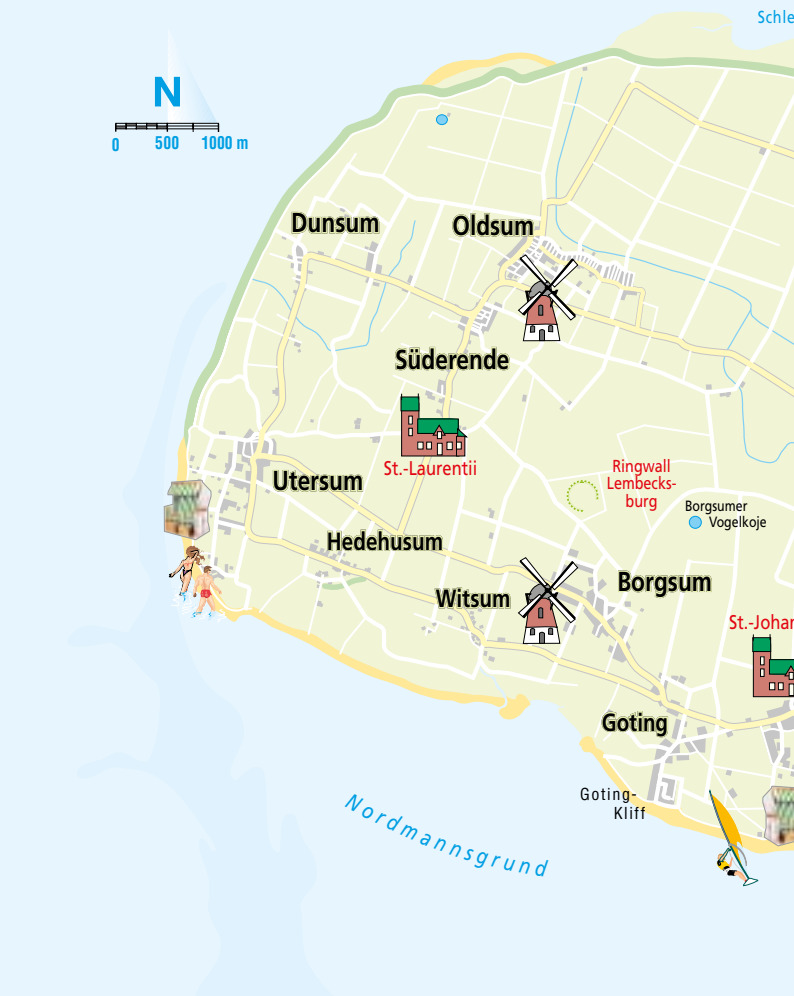 Schle
N
0 500 1000 m
Dunsum
Oldsum
Süderende
St.-Laurentii
Ringwall
Lembecks-
burg
Utersum
Borgsumer
Vogelkoje
Hedehusum
Witsum
Borgsum
St.-Johar
Goting
Goting-
Kliff
Nordmannsgrund